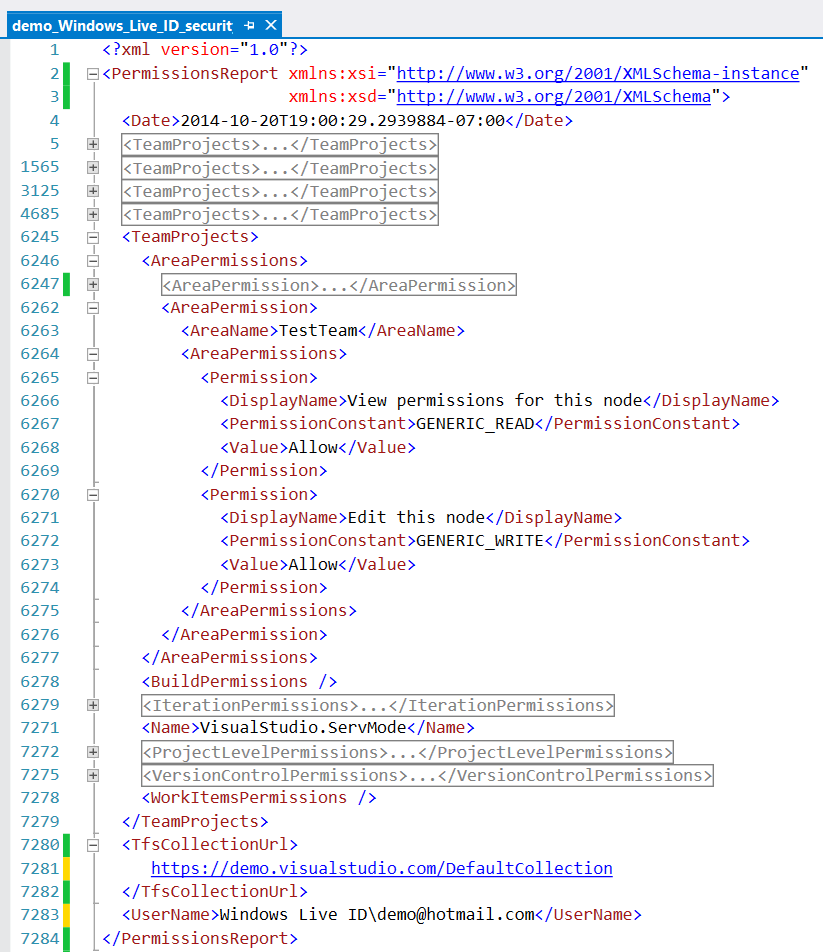 demo_Windows_Live_ID_securit
1 <?xml version="1.0"?>
2 <PermissionsReport xmlns:xsi="http://www.w3.org/2001/XMLSchema-instance"
3 xmlns:xsd="http://www.w3.org/2001/XMLSchema">
4 <Date>2014-10-20T19:00:29.2939884-07:00</Date>
5 <TeamProjects>...</TeamProjects>
1565 <TeamProjects>...</TeamProjects>
3125 <TeamProjects>...</TeamProjects>
4685 <TeamProjects>...</TeamProjects>
6245 <TeamProjects>
6246 <AreaPermissions>
6247 <AreaPermission>...</AreaPermission>
6262 <AreaPermission>
6263 <AreaName>TestTeam</AreaName>
6264 <AreaPermissions>
6265 <Permission>
6266 <DisplayName>View permissions for this node</DisplayName>
6267 <PermissionConstant>GENERIC_READ</PermissionConstant>
6268 <Value>Allow</Value>
6269 </Permission>
6270 <Permission>
6271 <DisplayName>Edit this node</DisplayName>
6272 <PermissionConstant>GENERIC_WRITE</PermissionConstant>
6273 <Value>Allow</Value>
6274 </Permission>
6275 </AreaPermissions>
6276 </AreaPermission>
6277 </AreaPermissions>
6278 <BuildPermissions />
6279 <IterationPermissions>...</IterationPermissions>
7271 <Name>VisualStudio.ServMode</Name>
7272 <ProjectLevelPermissions>...</ProjectLevelPermissions>
7275 <VersionControlPermissions>...</VersionControlPermissions>
7278 <WorkItemsPermissions />
7279 </TeamProjects>
7280 <TfsCollectionUrl>
7281 https://demo.visualstudio.com/DefaultCollection
7282 </TfsCollectionUrl>
7283 <UserName>Windows Live ID\demo@hotmail.com</UserName>
7284 </PermissionsReport>